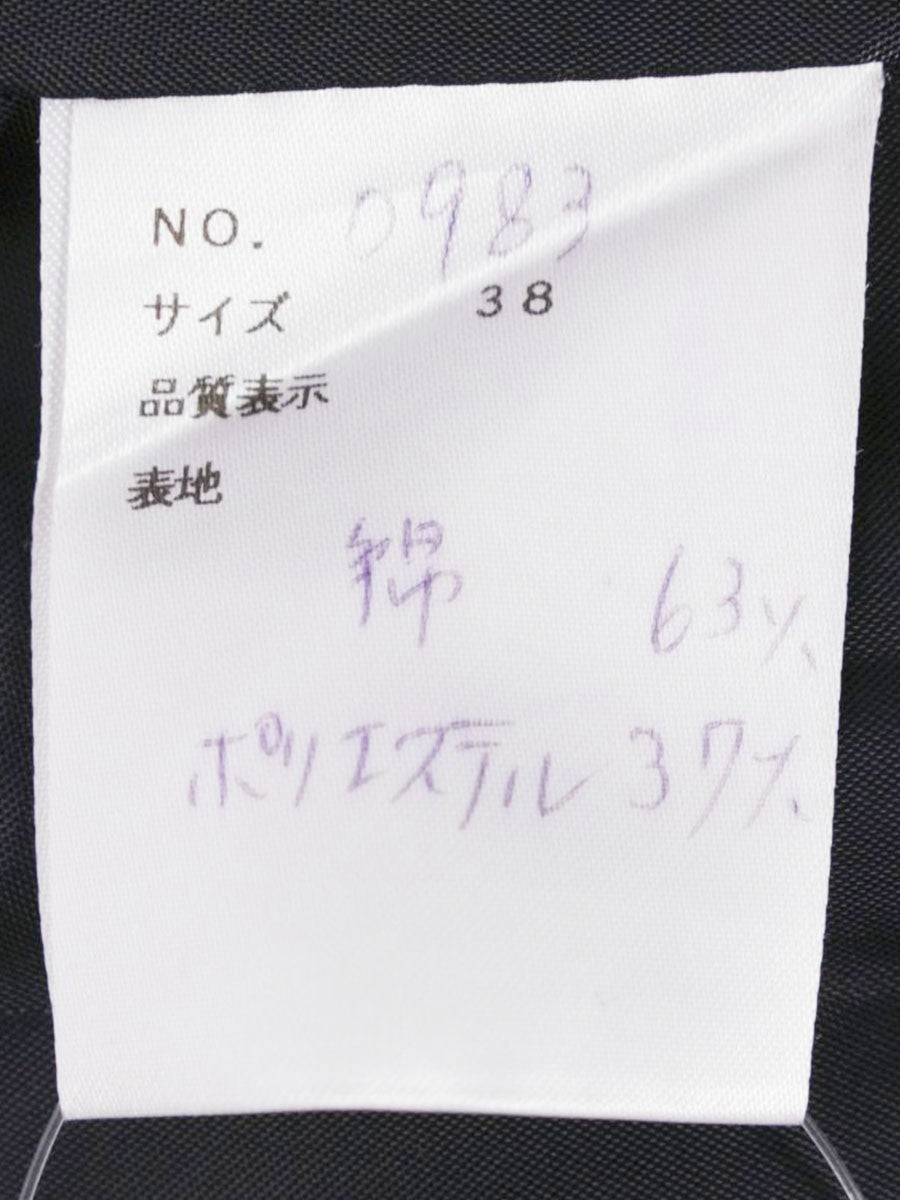 NO. 0983
サイズ 38
品質表示
表地
綿 63%
ポリエステル 37%